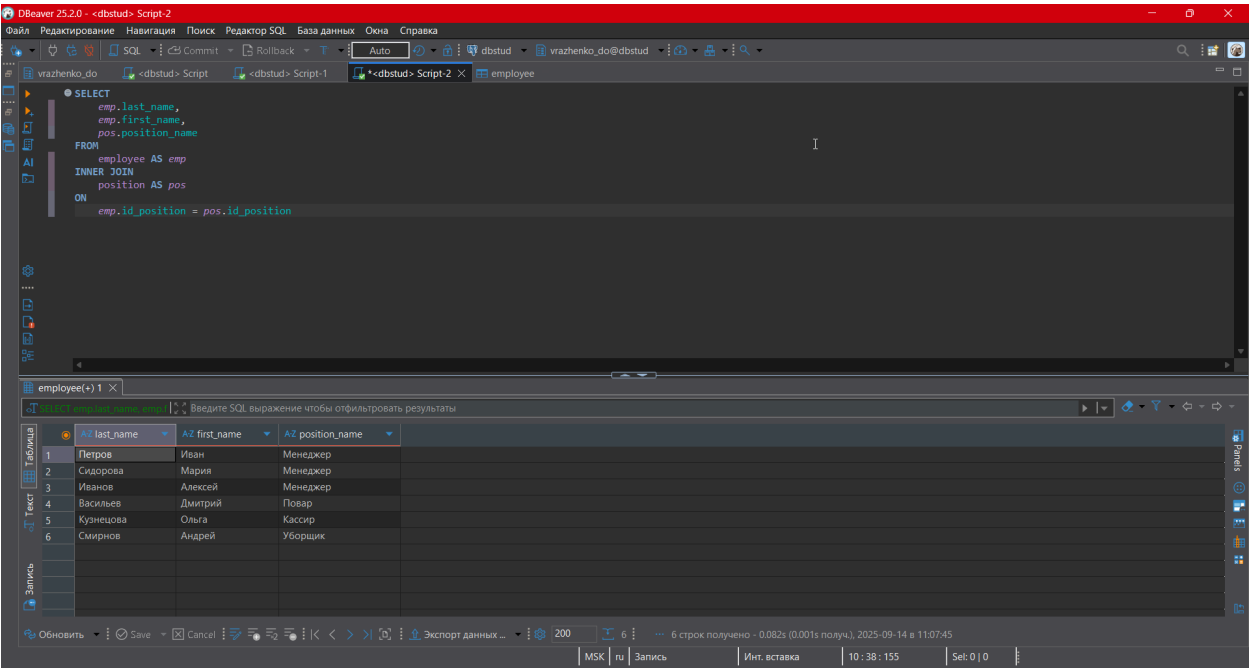 DBeaver 25.2.0 - <dbstud> Script-2
Файл Редактирование Навигация Поиск Редактор SQL База данных Окна Справка
SQL Commit Rollback T Auto dbstud vrazhenko_do@dbstud
vrazhenko_do <dbstud> Script <dbstud> Script-1 *<dbstud> Script-2 employee
SELECT
emp.last_name,
emp.first_name,
pos.position_name
FROM
employee AS emp
INNER JOIN
position AS pos
ON
emp.id_position = pos.id_position
AI
employee(+) 1
SELECT emp.last_name, emp.f Введите SQL выражение чтобы отфильтровать результаты
Таблица
Текст
Запись
Panels
A-Z last_name A-Z first_name A-Z position_name
1 Петров Иван Менеджер
2 Сидорова Мария Менеджер
3 Иванов Алексей Менеджер
4 Васильев Дмитрий Повар
5 Кузнецова Ольга Кассир
6 Смирнов Андрей Уборщик
Обновить Save Cancel Экспорт данных ... 200 6 6 строк получено - 0.082s (0.001s получ.), 2025-09-14 в 11:07:45
MSK ru Запись Инт. вставка 10 : 38 : 155 Sel: 0 | 0